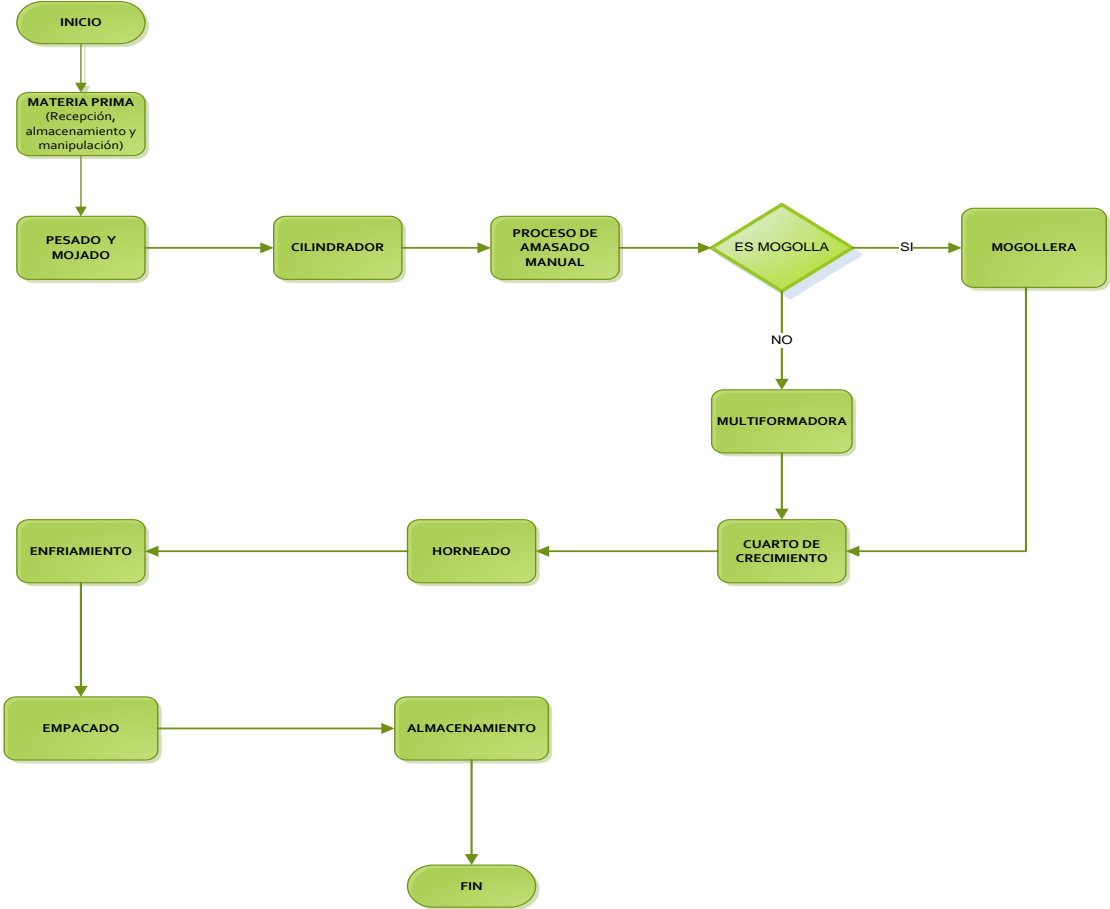 INICIO
MATERIA PRIMA
(Recepción,
almacenamiento y
manipulación)
PESADO Y
MOJADO
CILINDRADOR
PROCESO DE
AMASADO
MANUAL
ES MOGOLLA
SI
MOGOLLERA
NO
MULTIFORMADORA
CUARTO DE
CRECIMIENTO
HORNEADO
ENFRIAMIENTO
EMPACADO
ALMACENAMIENTO
FIN